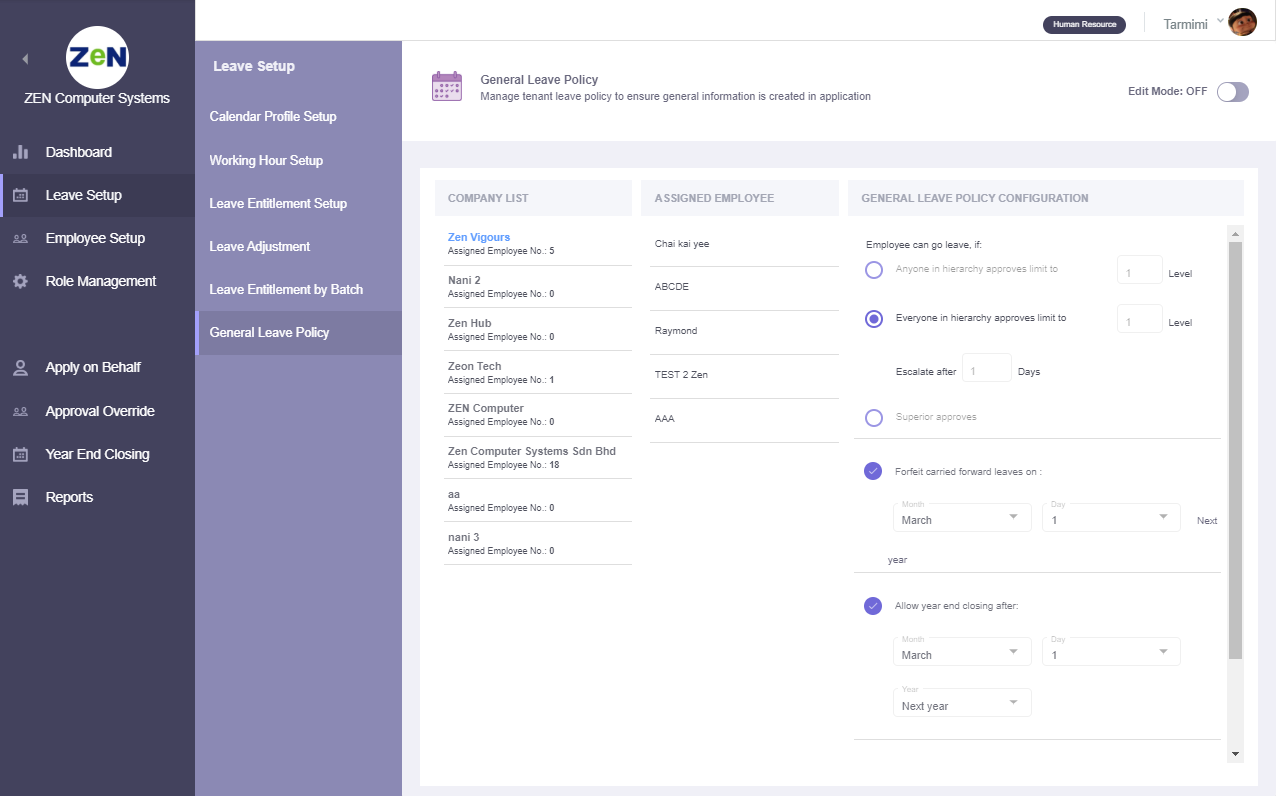 Human Resource
Tarmimi
ZeN
ZEN Computer Systems
Dashboard
Leave Setup
Employee Setup
Role Management
Apply on Behalf
Approval Override
Year End Closing
Reports
Leave Setup
Calendar Profile Setup
Working Hour Setup
Leave Entitlement Setup
Leave Adjustment
Leave Entitlement by Batch
General Leave Policy
General Leave Policy
Manage tenant leave policy to ensure general information is created in application
Edit Mode: OFF
COMPANY LIST
Zen Vigours
Assigned Employee No.: 5
Nani 2
Assigned Employee No.: 0
Zen Hub
Assigned Employee No.: 0
Zeon Tech
Assigned Employee No.: 1
ZEN Computer
Assigned Employee No.: 0
Zen Computer Systems Sdn Bhd
Assigned Employee No.: 18
aa
Assigned Employee No.: 0
nani 3
Assigned Employee No.: 0
ASSIGNED EMPLOYEE
Chai kai yee
ABCDE
Raymond
TEST 2 Zen
AAA
GENERAL LEAVE POLICY CONFIGURATION
Employee can go leave, if:
Anyone in hierarchy approves limit to 1 Level
Everyone in hierarchy approves limit to 1 Level
Escalate after 1 Days
Superior approves
Forfeit carried forward leaves on :
Month Day
March 1 Next
year
Allow year end closing after:
Month Day
March 1
Year
Next year